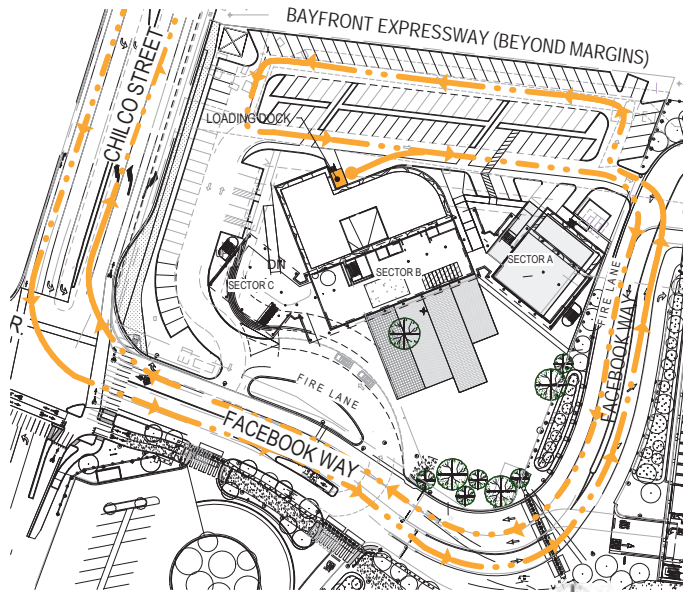 BAYFRONT EXPRESSWAY (BEYOND MARGINS)
CHILCO STREET
LOADING DOCK
DN
SECTOR A
SECTOR B
SECTOR C
FIRE LANE
R.
FACEBOOK WAY
FIRE LANE
FACEBOOK WAY